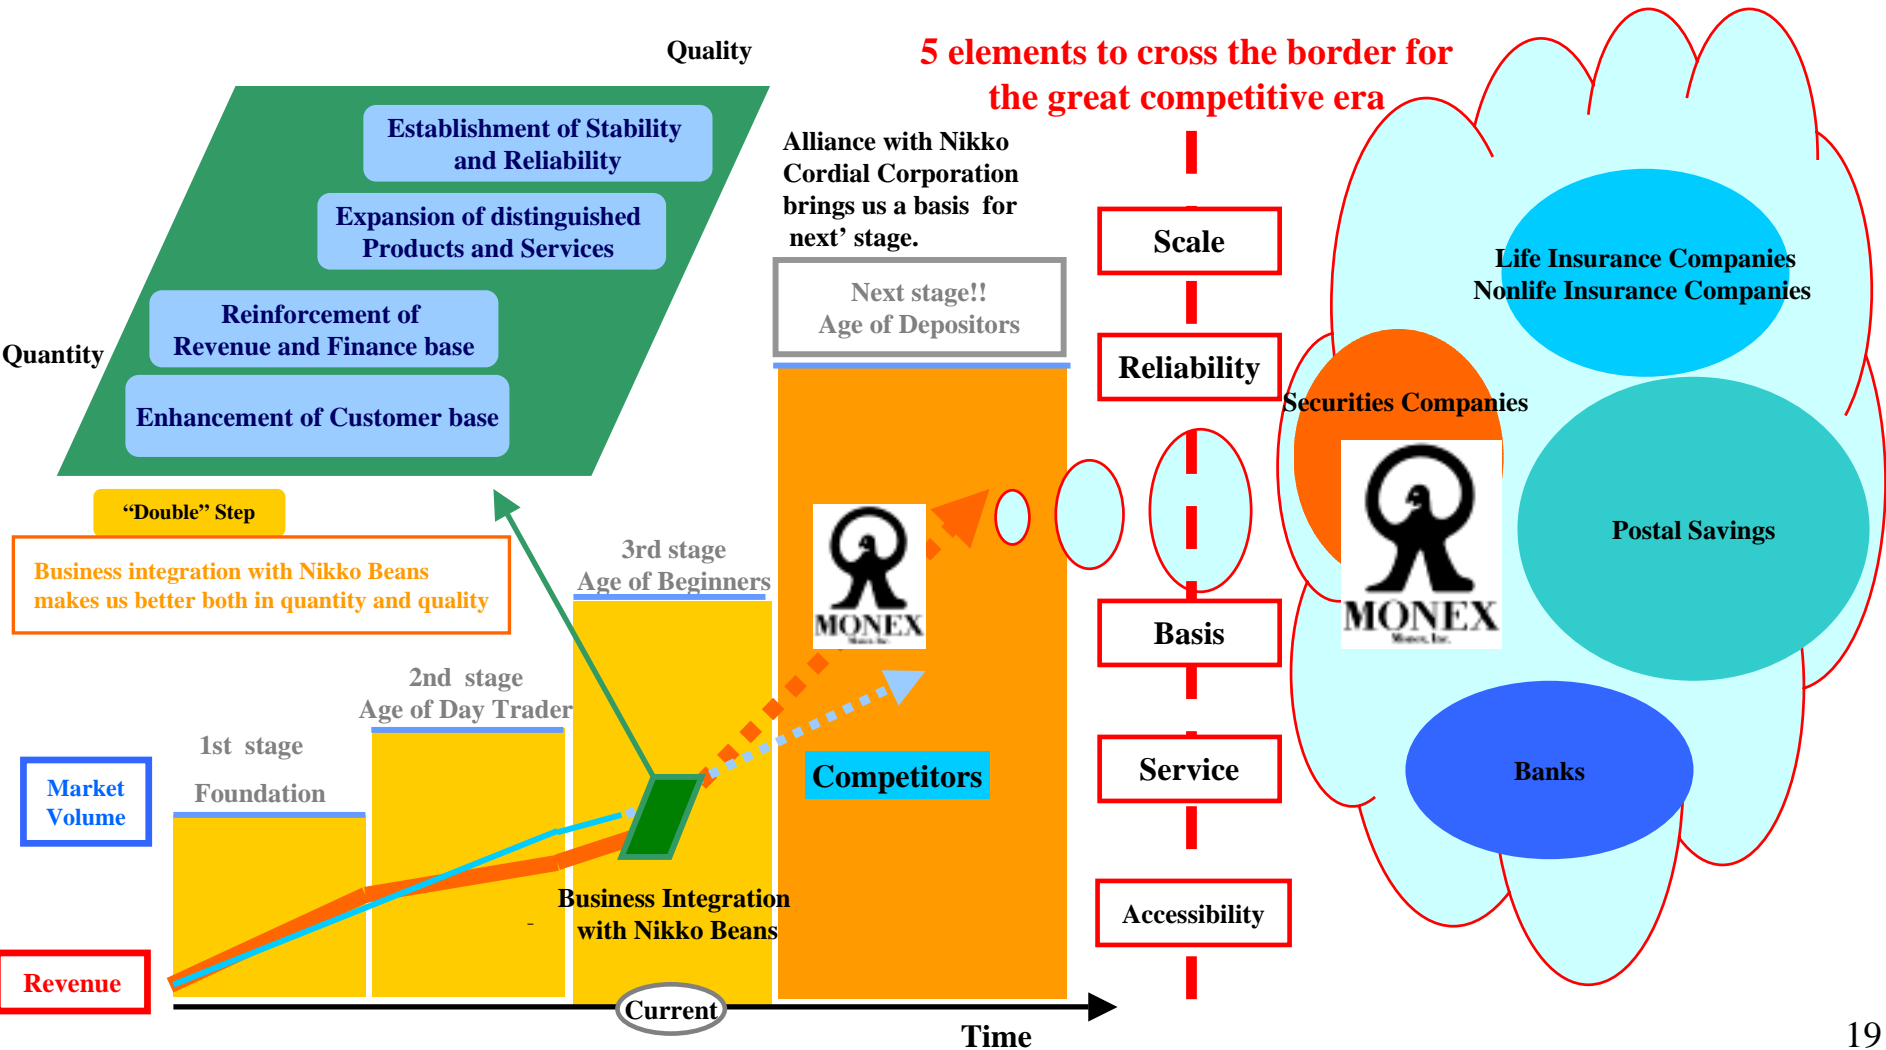 Quality
5 elements to cross the border for
the great competitive era
Establishment of Stability
and Reliability
Expansion of distinguished
Products and Services
Reinforcement of
Revenue and Finance base
Enhancement of Customer base
Quantity
Alliance with Nikko
Cordial Corporation
brings us a basis for
next’ stage.
Next stage!!
Age of Depositors
“Double” Step
Business integration with Nikko Beans
makes us better both in quantity and quality
3rd stage
Age of Beginners
2nd stage
Age of Day Trader
1st stage
Foundation
Market
Volume
Revenue
MONEX
Monex, Inc.
Competitors
Business Integration
with Nikko Beans
-
Current
Time
Scale
Reliability
Basis
Service
Accessibility
Life Insurance Companies
Nonlife Insurance Companies
Securities Companies
MONEX
Monex, Inc.
Postal Savings
Banks
19